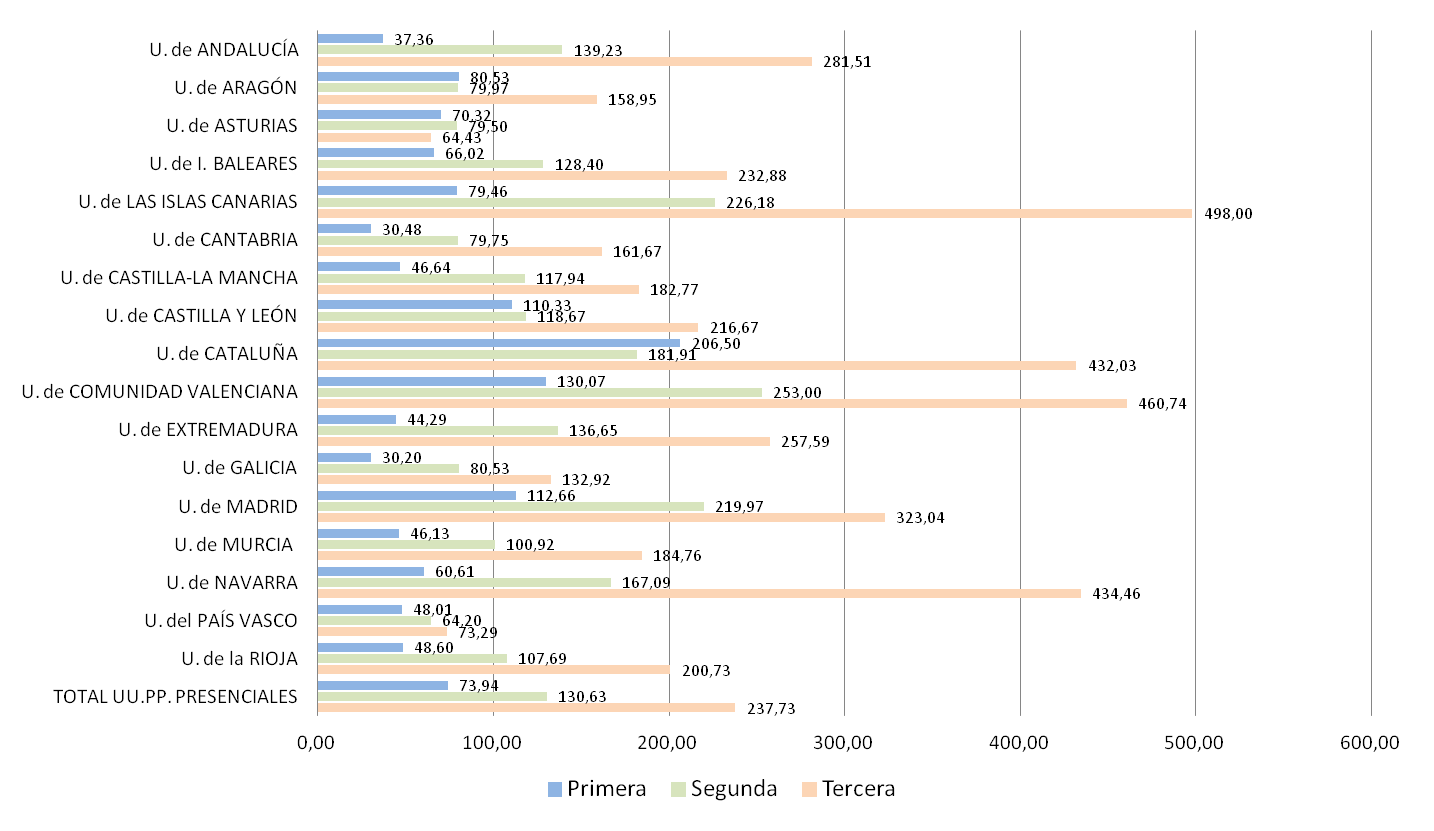 U. de ANDALUCÍA
37,36
139,23
281,51
U. de ARAGÓN
80,53
79,97
158,95
U. de ASTURIAS
70,32
79,50
64,43
U. de I. BALEARES
66,02
128,40
232,88
U. de LAS ISLAS CANARIAS
79,46
226,18
498,00
U. de CANTABRIA
30,48
79,75
161,67
U. de CASTILLA-LA MANCHA
46,64
117,94
182,77
U. de CASTILLA Y LEÓN
110,33
118,67
216,67
U. de CATALUÑA
206,50
181,91
432,03
U. de COMUNIDAD VALENCIANA
130,07
253,00
460,74
U. de EXTREMADURA
44,29
136,65
257,59
U. de GALICIA
30,20
80,53
132,92
U. de MADRID
112,66
219,97
323,04
U. de MURCIA
46,13
100,92
184,76
U. de NAVARRA
60,61
167,09
434,46
U. del PAÍS VASCO
48,01
64,20
73,29
U. de la RIOJA
48,60
107,69
200,73
TOTAL UU.PP. PRESENCIALES
73,94
130,63
237,73
0,00 100,00 200,00 300,00 400,00 500,00 600,00
Primera Segunda Tercera